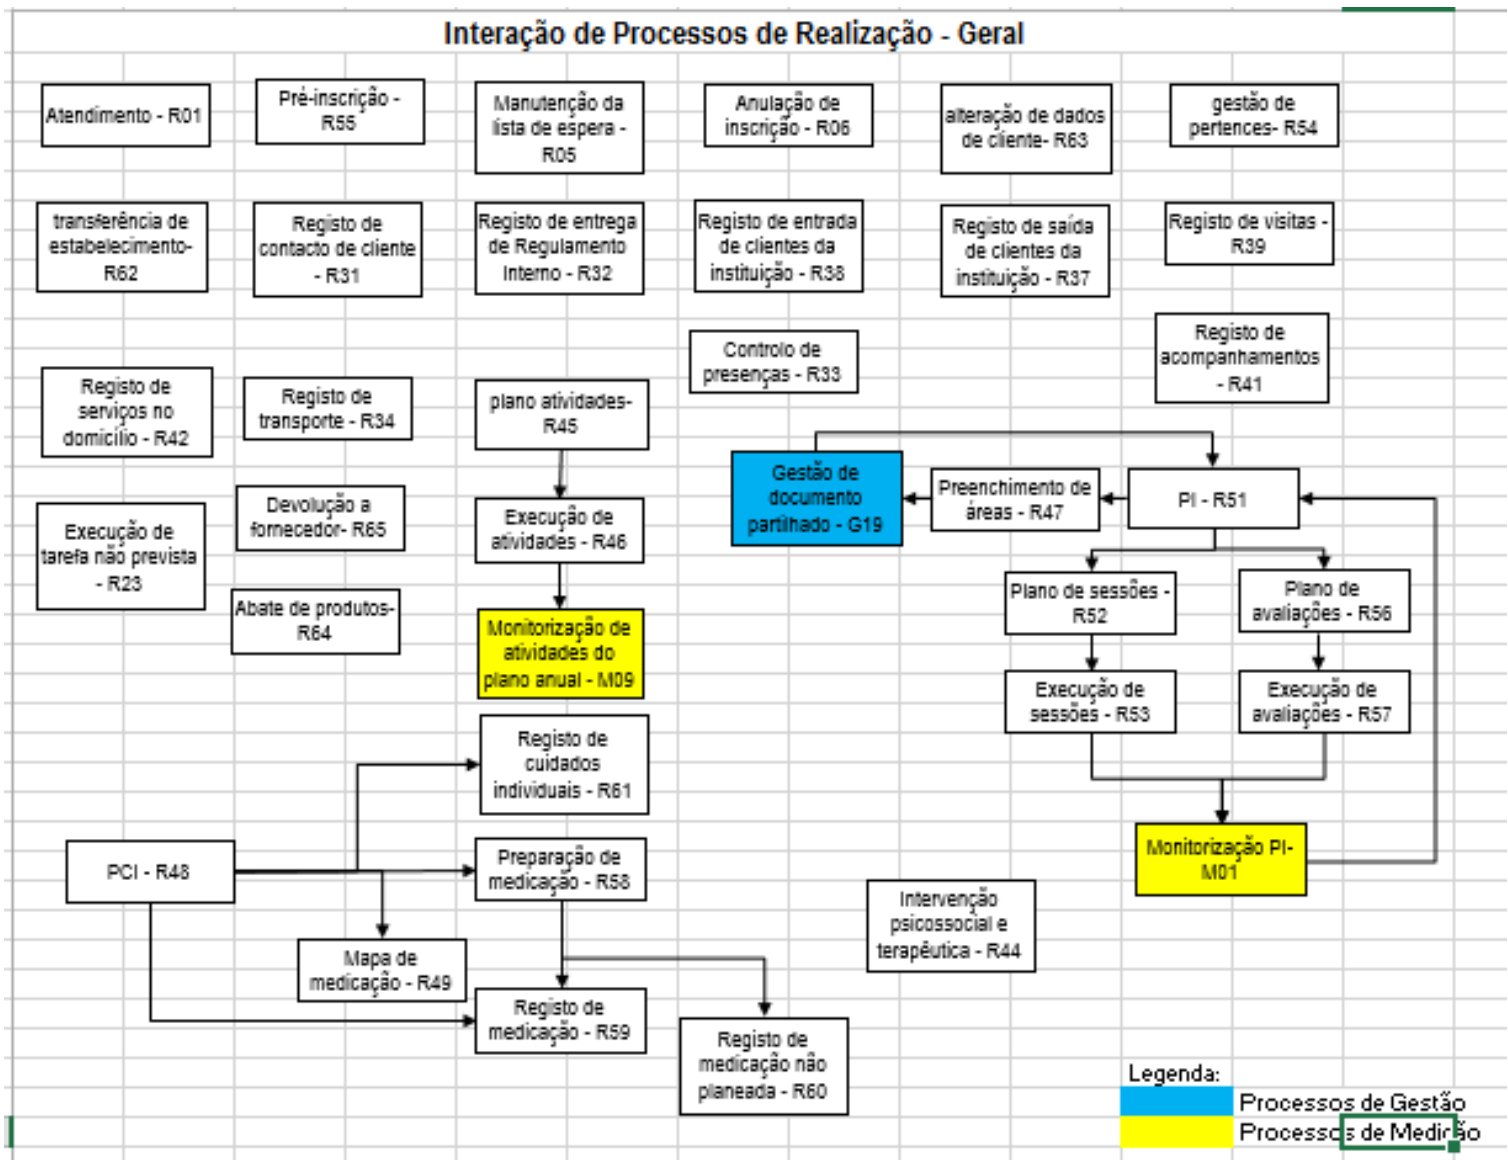 Interação de Processos de Realização - Geral
Atendimento - R01
Pré-inscrição -
R55
Manutenção da
lista de espera -
R05
Anulação de
inscrição - R06
alteração de dados
de cliente- R63
gestão de
pertences- R54
transferência de
estabelecimento-
R62
Registo de
contacto de cliente
- R31
Registo de entrega
de Regulamento
Interno - R32
Registo de entrada
de clientes da
instituição - R38
Registo de saída
de clientes da
instituição - R37
Registo de visitas -
R39
Controlo de
presenças - R33
Registo de
acompanhamentos
- R41
Registo de
serviços no
domicílio - R42
Registo de
transporte - R34
plano atividades-
R45
Gestão de
documento
partilhado - G19
Preenchimento de
áreas - R47
PI - R51
Execução de
tarefa não prevista
- R23
Devolução a
fornecedor- R65
Execução de
atividades - R46
Plano de sessões -
R52
Plano de
avaliações - R56
Abate de produtos-
R64
Monitorização de
atividades do
plano anual - M09
Execução de
sessões - R53
Execução de
avaliações - R57
Registo de
cuidados
individuais - R61
PCI - R48
Preparação de
medicação - R58
Monitorização PI-
M01
Intervenção
psicossocial e
terapêutica - R44
Mapa de
medicação - R49
Registo de
medicação - R59
Registo de
medicação não
planeada - R60
Legenda:
Processos de Gestão
Processos de Medição